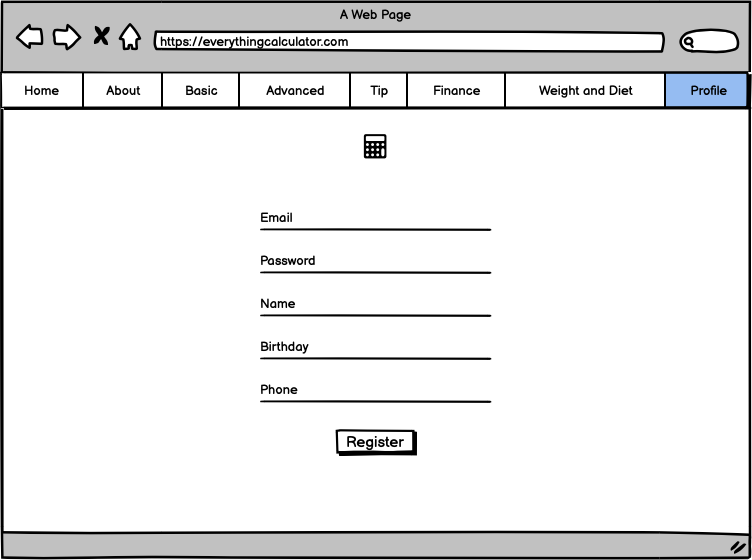 A Web Page
https://everythingcalculator.com
Home About Basic Advanced Tip Finance Weight and Diet Profile
Email
Password
Name
Birthday
Phone
Register